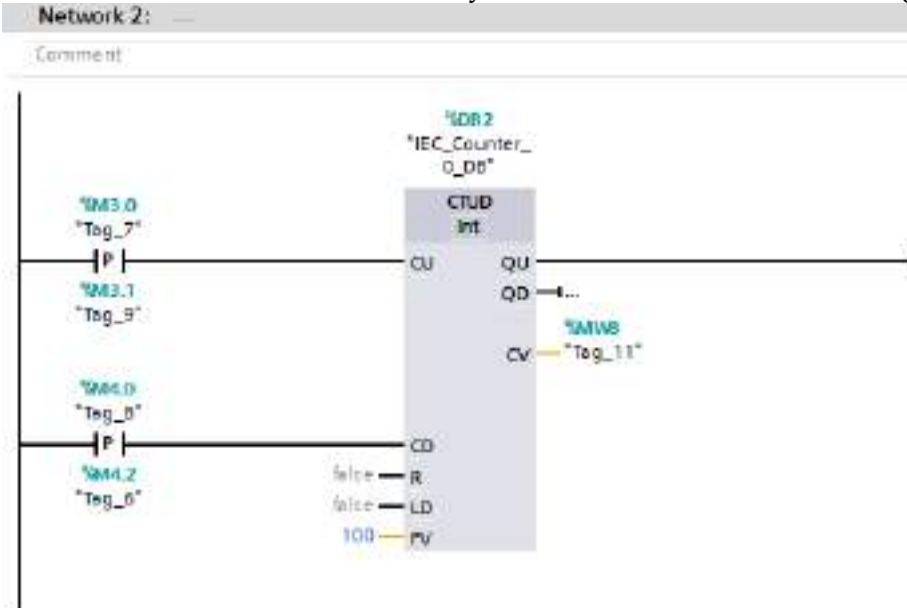 Network 2: ...
Comment
%DB2
"IEC_Counter_
0_DB"
CTUD
Int
%M3.0
"Tag_7"
P
CU
QU
%M3.1
"Tag_9"
QD
...
%MW8
CV
"Tag_11"
%M4.0
"Tag_8"
P
CD
%M4.2
"Tag_6"
false
R
false
LD
100
PV